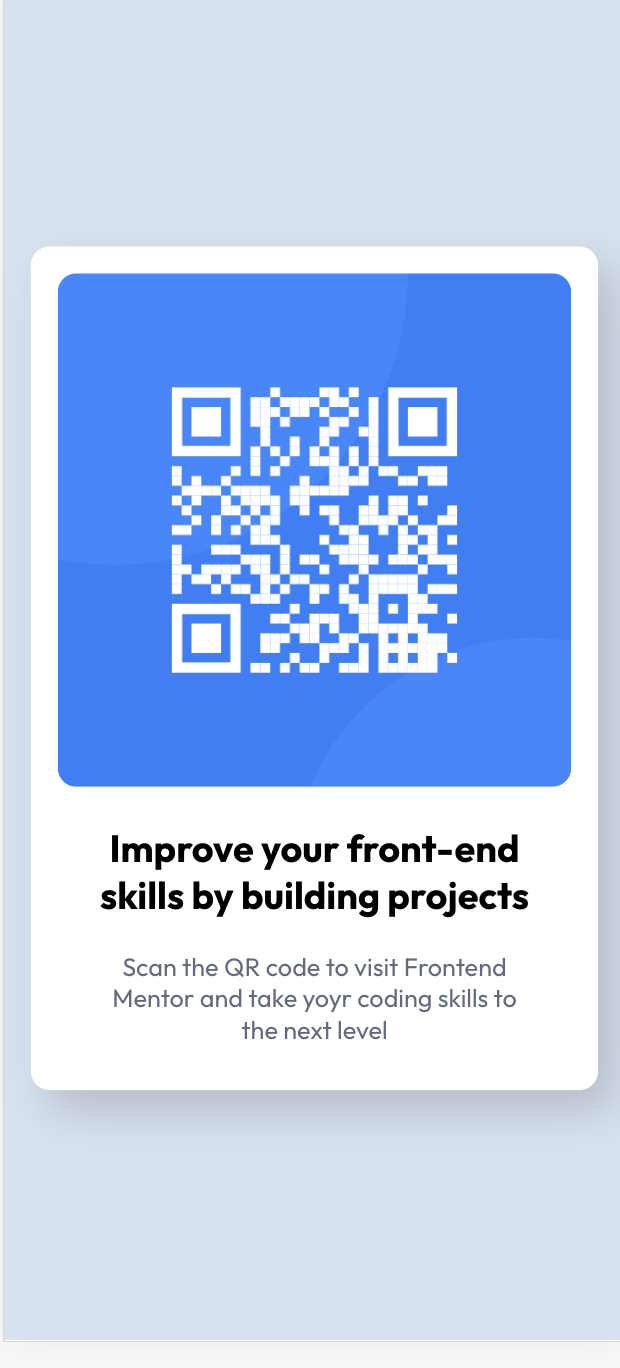 Improve your front-end
skills by building projects
Scan the QR code to visit Frontend
Mentor and take yoyr coding skills to
the next level